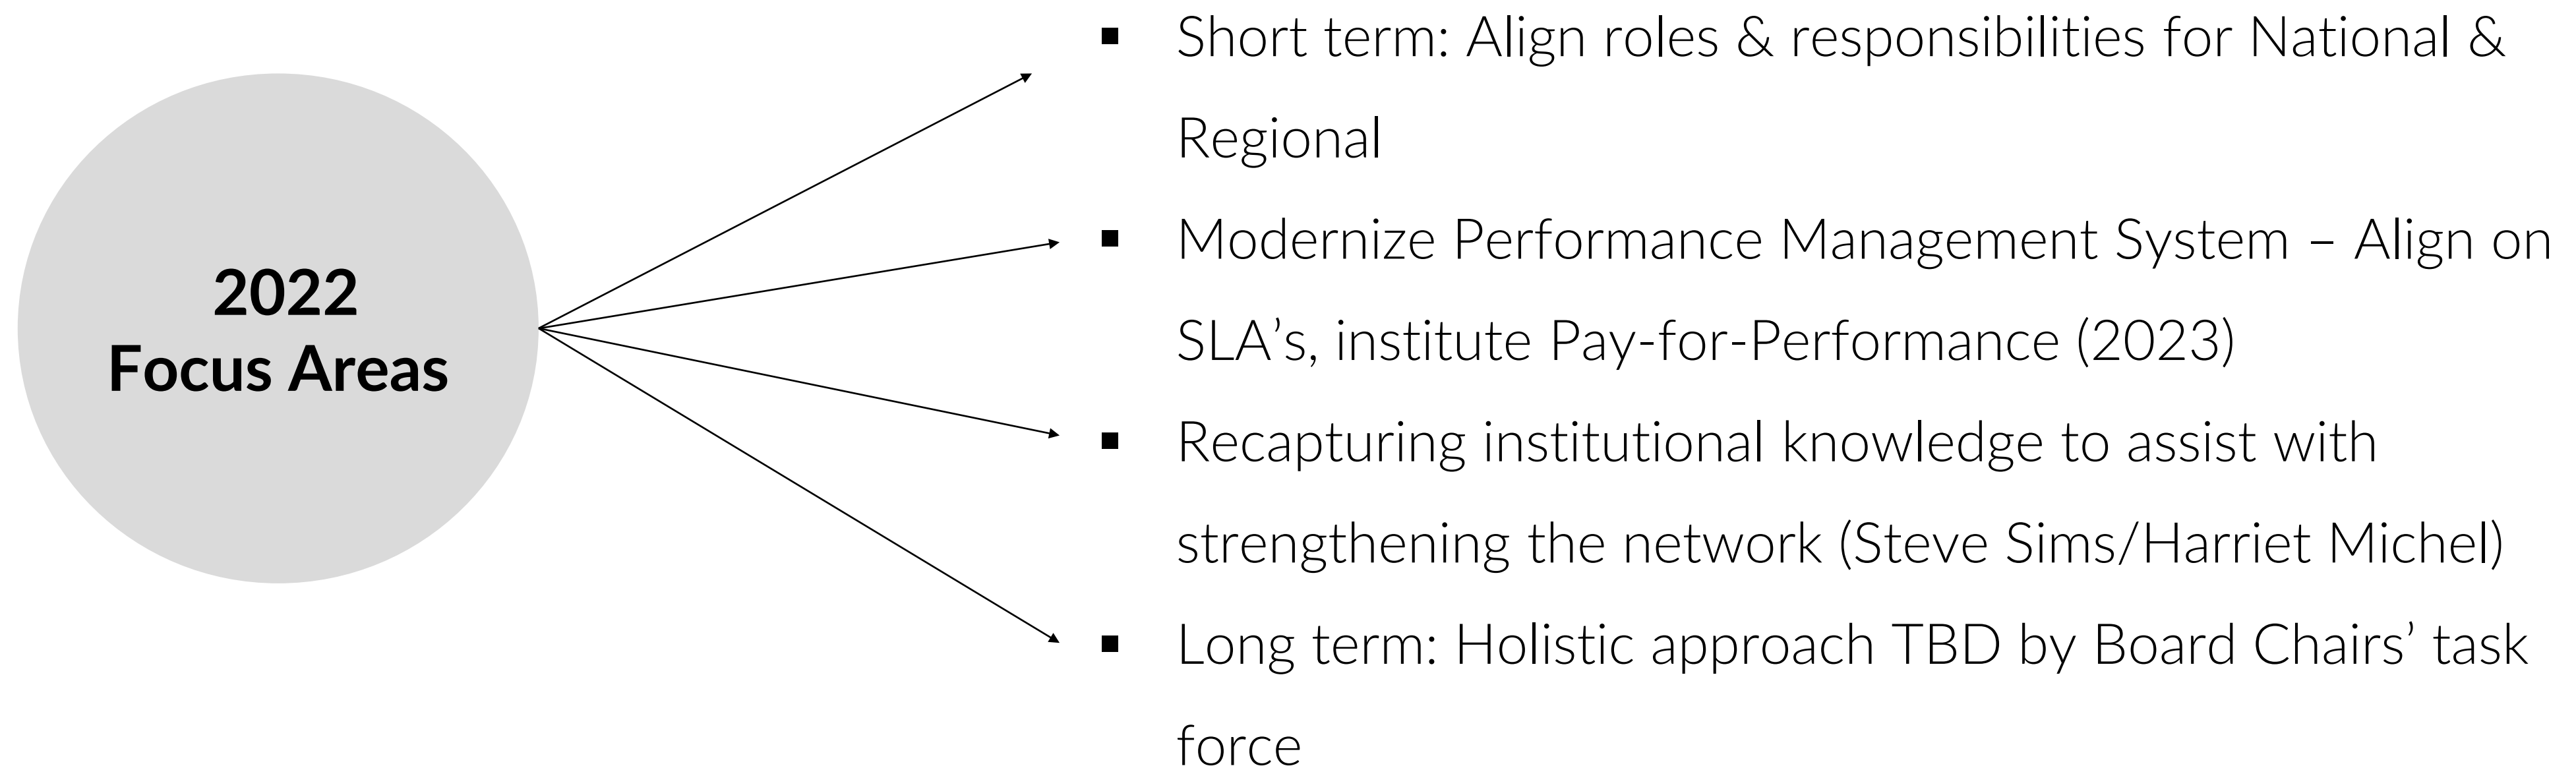 2022
Focus Areas
▪ Short term: Align roles & responsibilities for National &
Regional
▪ Modernize Performance Management System – Align on
SLA’s, institute Pay-for-Performance (2023)
▪ Recapturing institutional knowledge to assist with
strengthening the network (Steve Sims/Harriet Michel)
▪ Long term: Holistic approach TBD by Board Chairs’ task
force